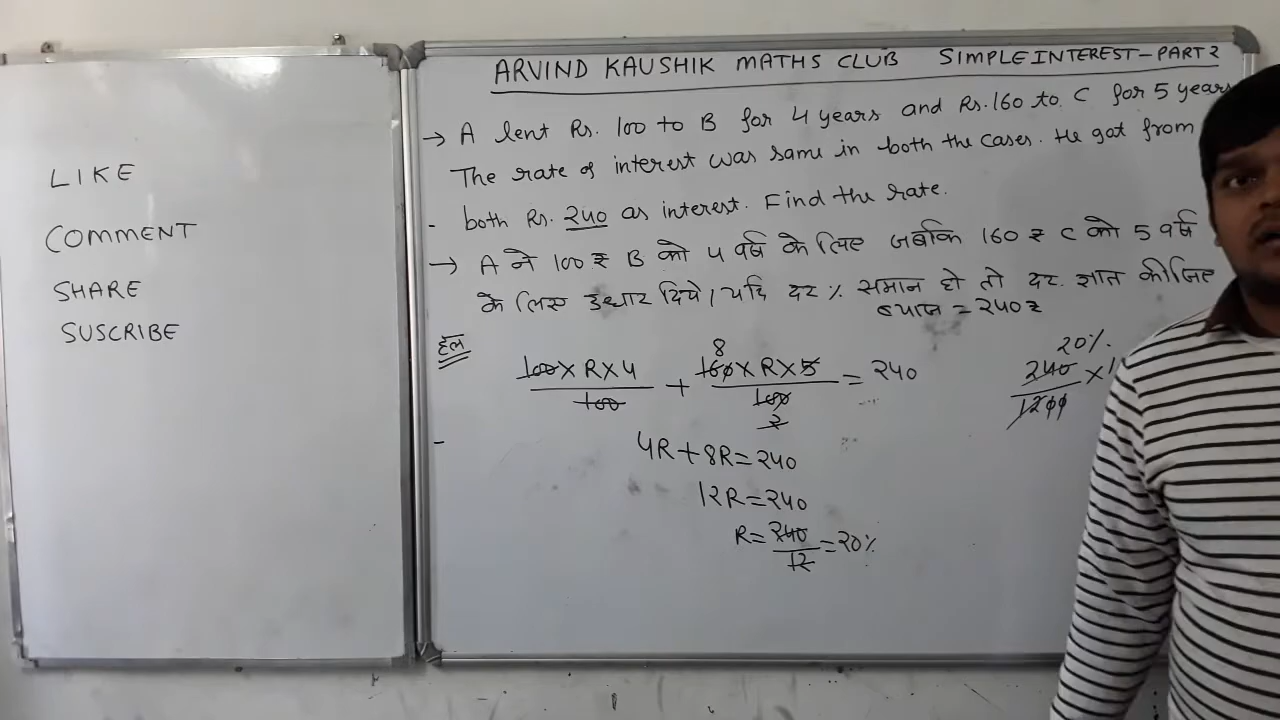 LIKE
COMMENT
SHARE
SUSCRIBE
ARVIND KAUSHIK MATHS CLUB SIMPLE INTEREST-PART 2
→ A lent Rs. 100 to B for 4 years and Rs. 160 to C for 5 years
The rate of interest was same in both the cases. He got from
both Rs. 240 as interest. Find the rate.
→ A ने 100 ₹ B को 4 वर्ष के लिए जबकि 160 ₹ C को 5 वर्ष
के लिए उधार दिये। यदि दर % समान हो तो दर ज्ञात कीजिए
ब्याज = 240 ₹
हल
8
100 × R × 4 / 100 + 160 × R × 5 / 100 = 240
2
4R + 8R = 240
12R = 240
R = 240 / 12 = 20%
20%
240 / 1200 × 1